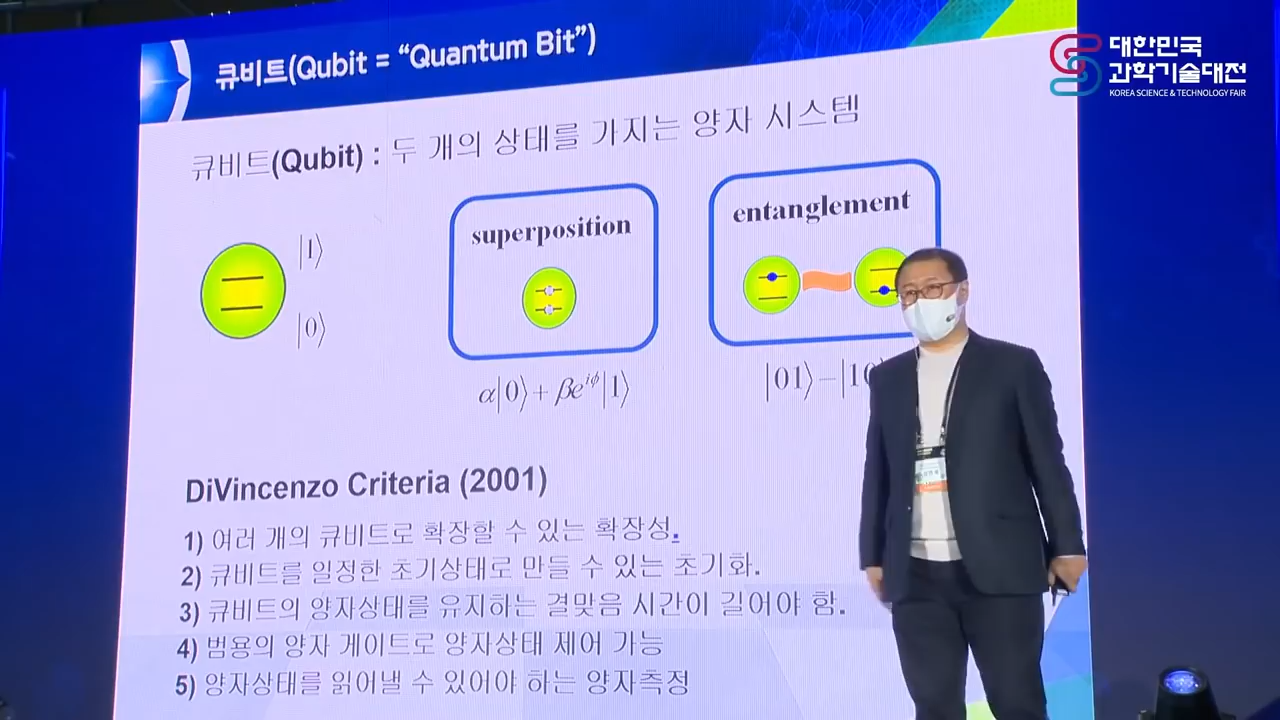 큐비트(Qubit = “Quantum Bit”)
대한민국
과학기술대전
KOREA SCIENCE & TECHNOLOGY FAIR
큐비트(Qubit) : 두 개의 상태를 가지는 양자 시스템
superposition
entanglement
|1⟩
|0⟩
α|0⟩ + βe^{iϕ}|1⟩
|01⟩ – |10
DiVincenzo Criteria (2001)
1) 여러 개의 큐비트로 확장할 수 있는 확장성.
2) 큐비트를 일정한 초기상태로 만들 수 있는 초기화.
3) 큐비트의 양자상태를 유지하는 결맞음 시간이 길어야 함.
4) 범용의 양자 게이트로 양자상태 제어 가능
5) 양자상태를 읽어낼 수 있어야 하는 양자측정